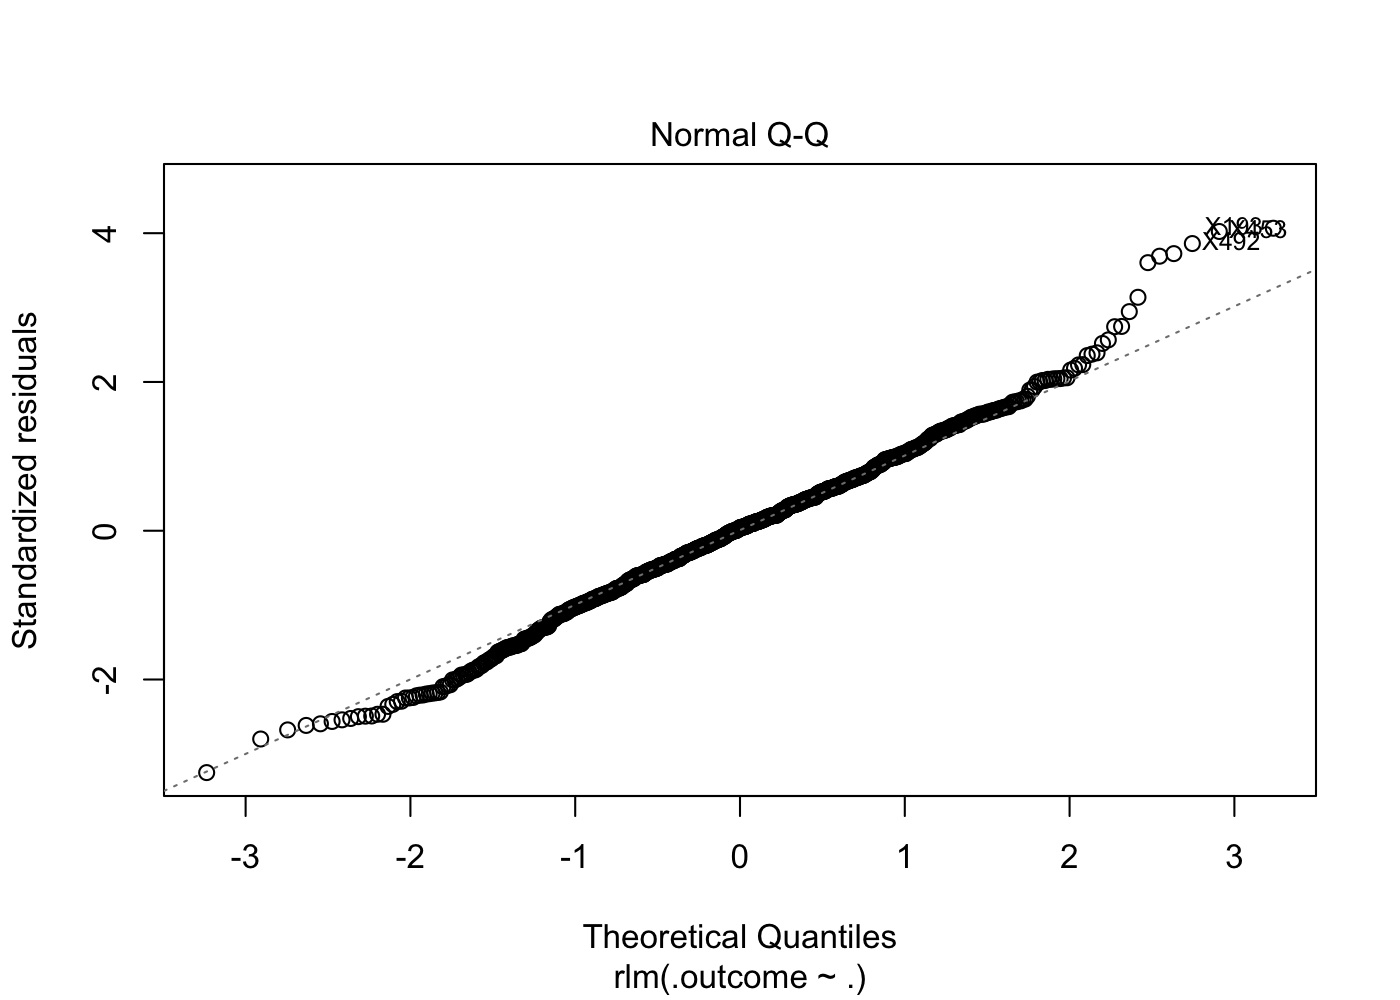 Normal Q-Q
Standardized residuals
4
2
0
-2
X492
-3
-2
-1
0
1
2
3
Theoretical Quantiles
rlm(.outcome ~ .)